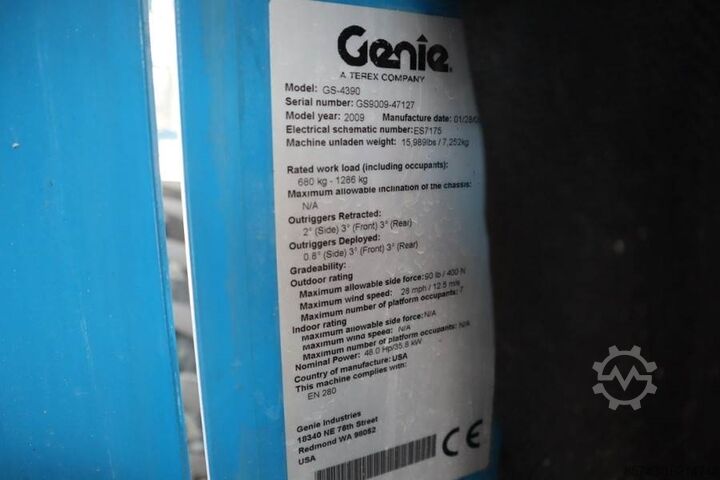 Genie
A TEREX COMPANY
Model: GS-4390
Serial number: GS9009-47127
Model year: 2009 Manufacture date: 01/28/0
Electrical schematic number: ES7175
Machine unladen weight: 15,989lbs / 7,252kg
Rated work load (including occupants):
680 kg - 1286 kg
Maximum allowable inclination of the chassis:
N/A
Outriggers Retracted:
2° (Side) 3° (Front) 3° (Rear)
Outriggers Deployed:
0.8° (Side) 3° (Front) 3° (Rear)
Gradeability:
Outdoor rating
Maximum allowable side force: 90 lb / 400 N
Maximum wind speed: 28 mph / 12.5 m/s
Maximum number of platform occupants: 7
Indoor rating
Maximum allowable side force: N/A
Maximum wind speed: N/A
Maximum number of platform occupants: N/A
Nominal Power: 48.0 Hp/35.8 kW
Country of manufacture: USA
This machine complies with:
EN 280
Genie Industries
18340 NE 76th Street
Redmond WA 98052
USA
CE